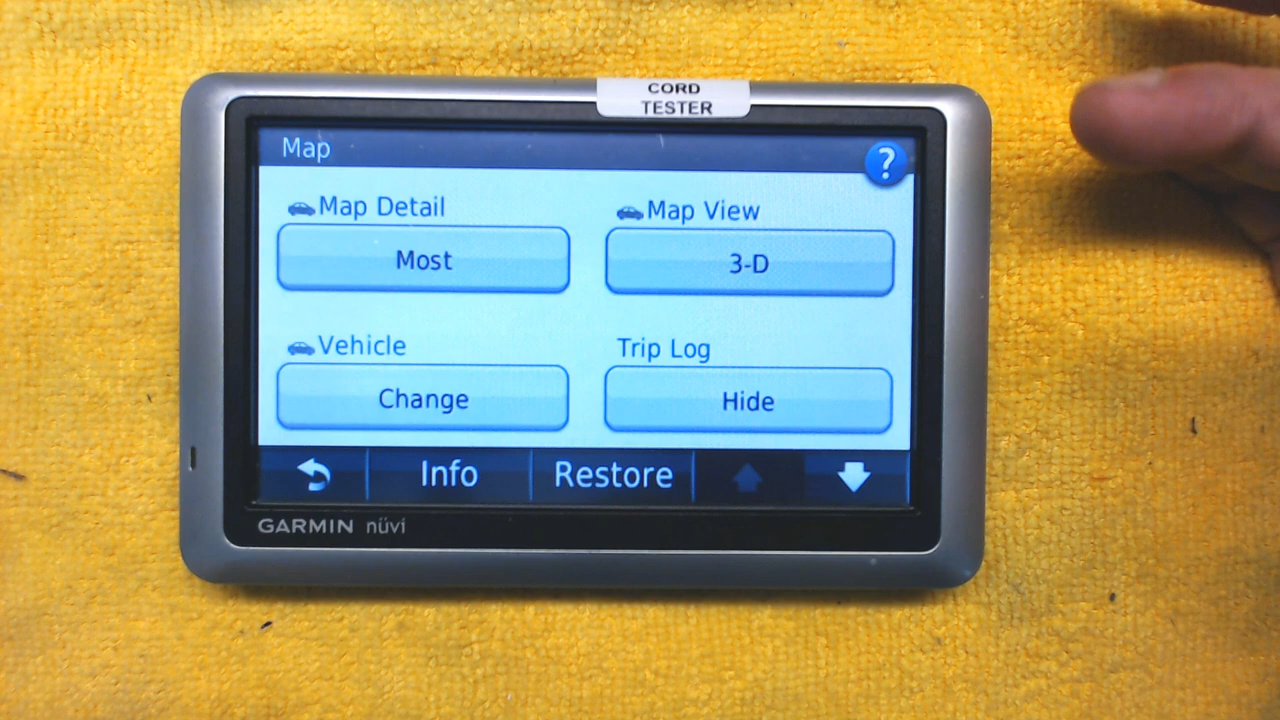 CORD
TESTER
Map
?
Map Detail
Map View
Most
3-D
Vehicle
Trip Log
Change
Hide
Info
Restore
GARMIN nüvi